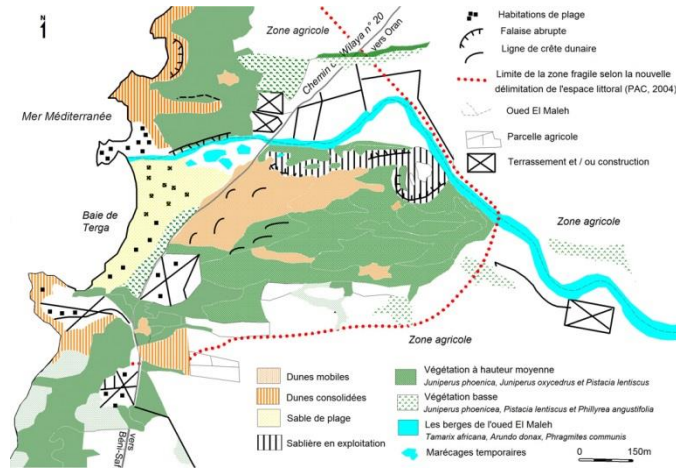 N
Zone agricole
Chemin de Wilaya n° 20
vers Oran
Mer Méditerranée
Baie de
Terga
Zone agricole
Zone agricole
vers
Béni-Saf
Habitations de plage
Falaise abrupte
Ligne de crête dunaire
Limite de la zone fragile selon la nouvelle
délimitation de l'espace littoral (PAC, 2004)
Oued El Maleh
Parcelle agricole
Terrassement et / ou construction
Dunes mobiles
Dunes consolidées
Sable de plage
Sablière en exploitation
Végétation à hauteur moyenne
Juniperus phoenica, Juniperus oxycedrus et Pistacia lentiscus
Végétation basse
Juniperus phoenica, Pistacia lentiscus et Phillyrea angustifolia
Les berges de l'oued El Maleh
Tamarix africana, Arundo donax, Phragmites communis
Marécages temporaires
0 150m